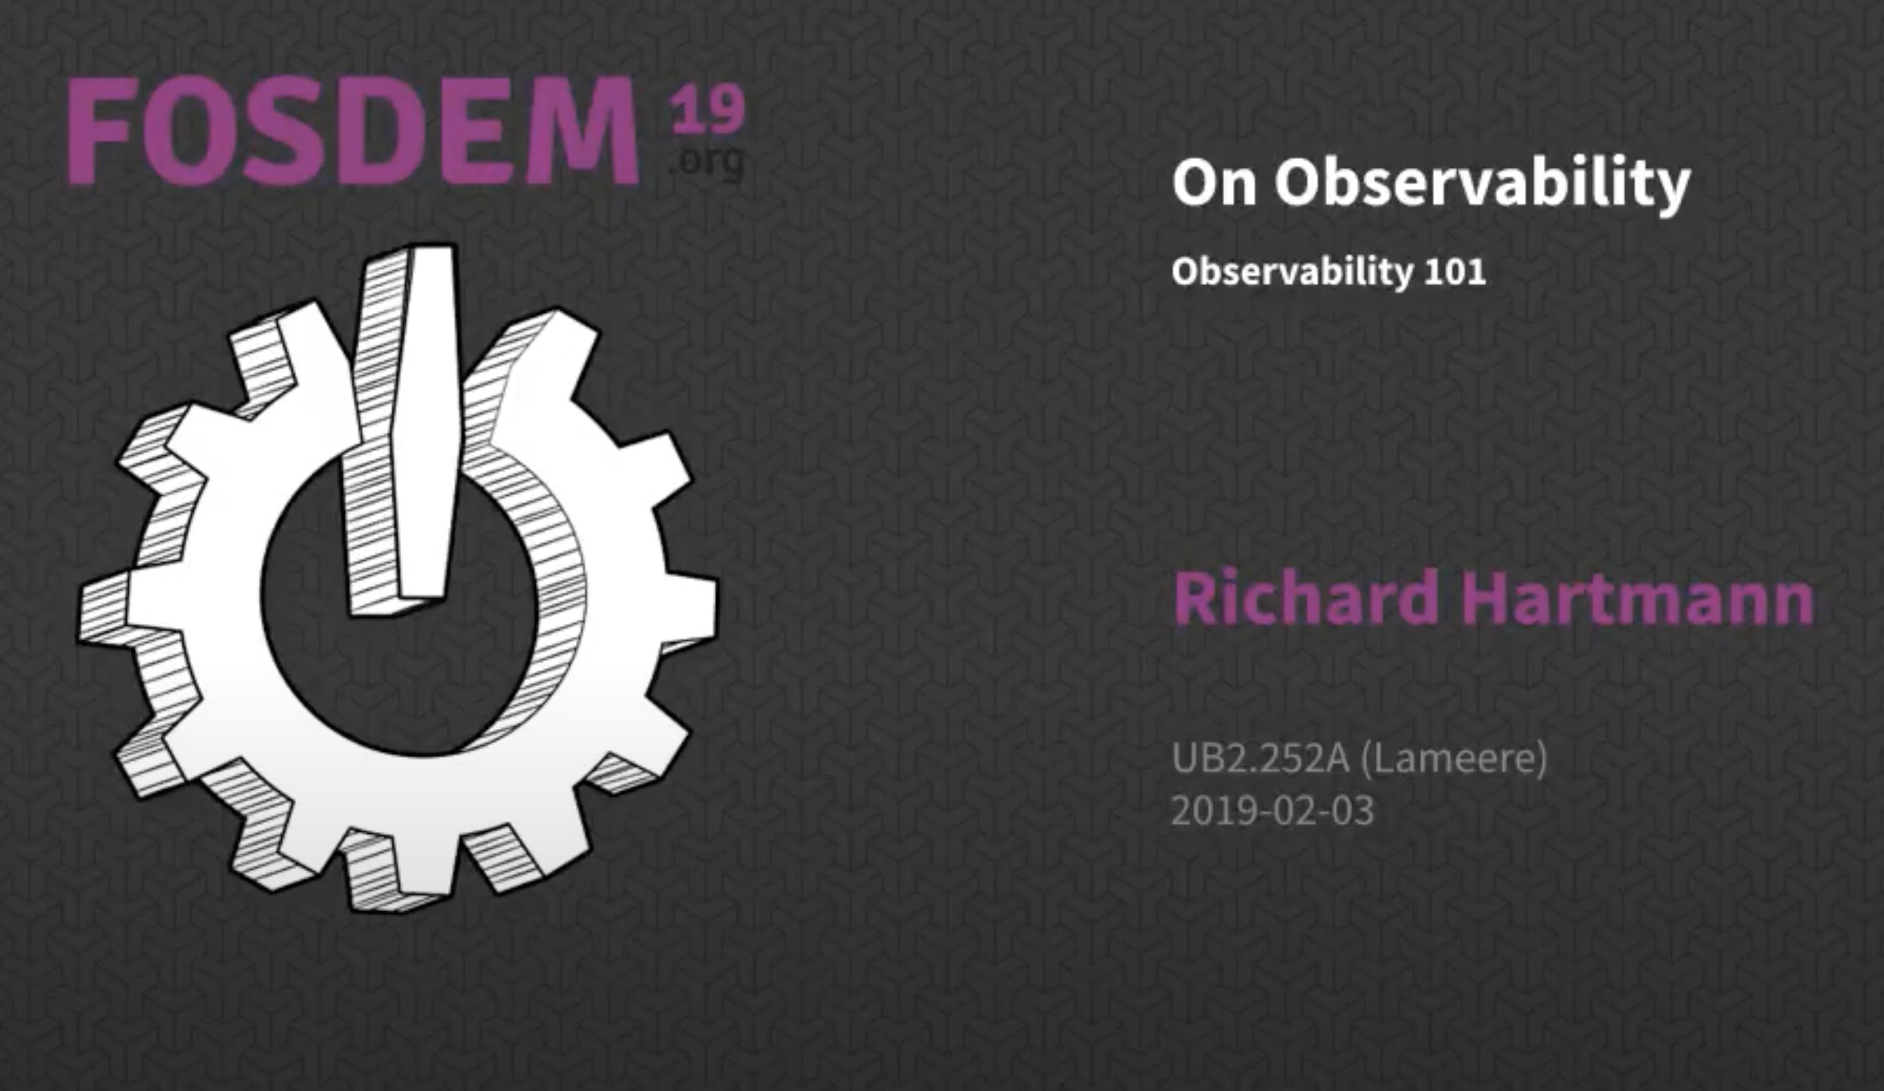 FOSDEM 19
.org
On Observability
Observability 101
Richard Hartmann
UB2.252A (Lameere)
2019-02-03